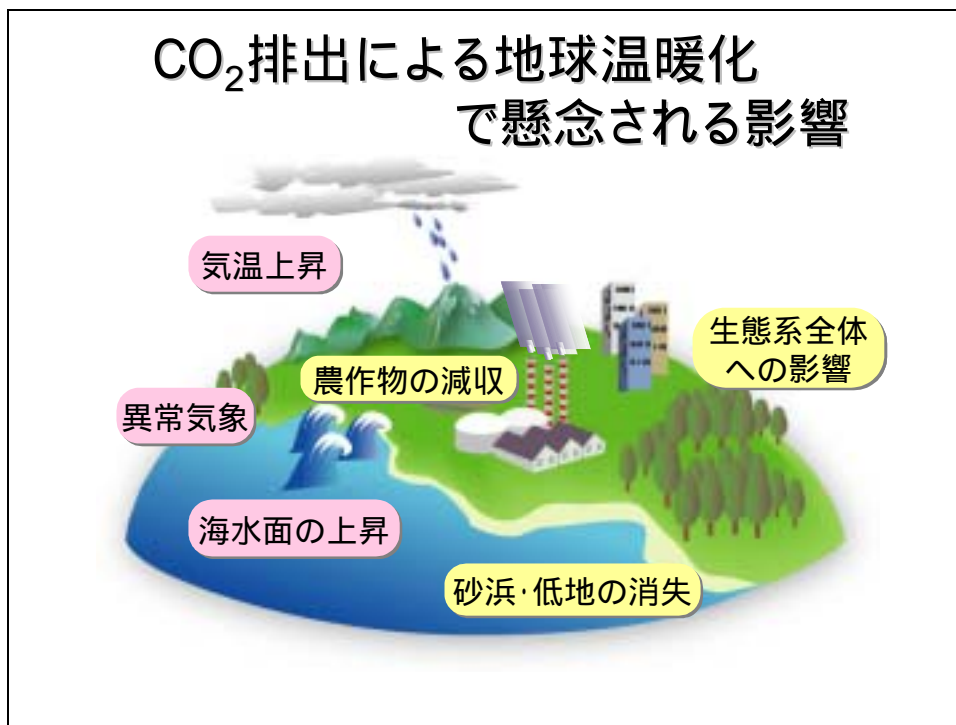 CO₂排出による地球温暖化
で懸念される影響
気温上昇
生態系全体
への影響
農作物の減収
異常気象
海水面の上昇
砂浜・低地の消失